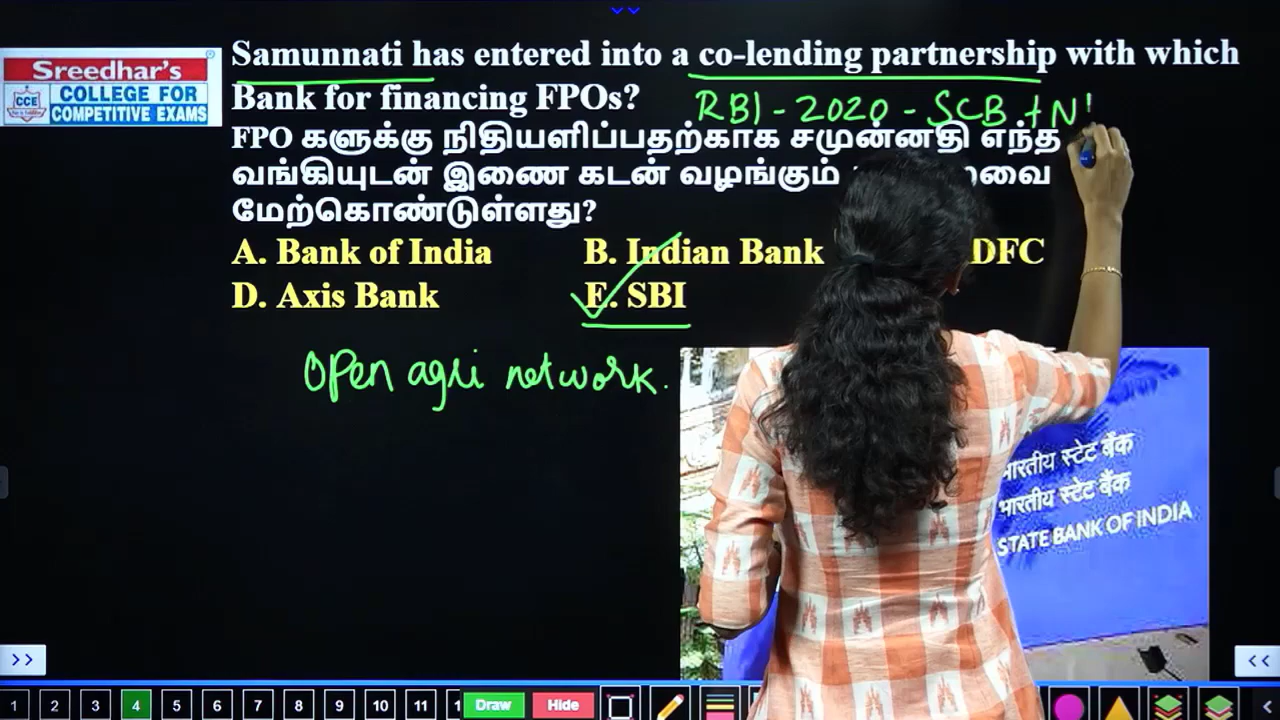 Sreedhar's
CCE
COLLEGE FOR
COMPETITIVE EXAMS
Samunnati has entered into a co-lending partnership with which
Bank for financing FPOs?
RBI - 2020 - SCB + N
FPO களுக்கு நிதியளிப்பதற்காக சமுன்னதி எந்த
வங்கியுடன் இணை கடன் வழங்கும்
மேற்கொண்டுள்ளது?
A. Bank of India B. Indian Bank DFC
D. Axis Bank E. SBI
Open agri network.
भारतीय स्टेट बैंक
भारतीय स्टेट बैंक
STATE BANK OF INDIA
>> <<
1 2 3 4 5 6 7 8 9 10 11 Draw Hide